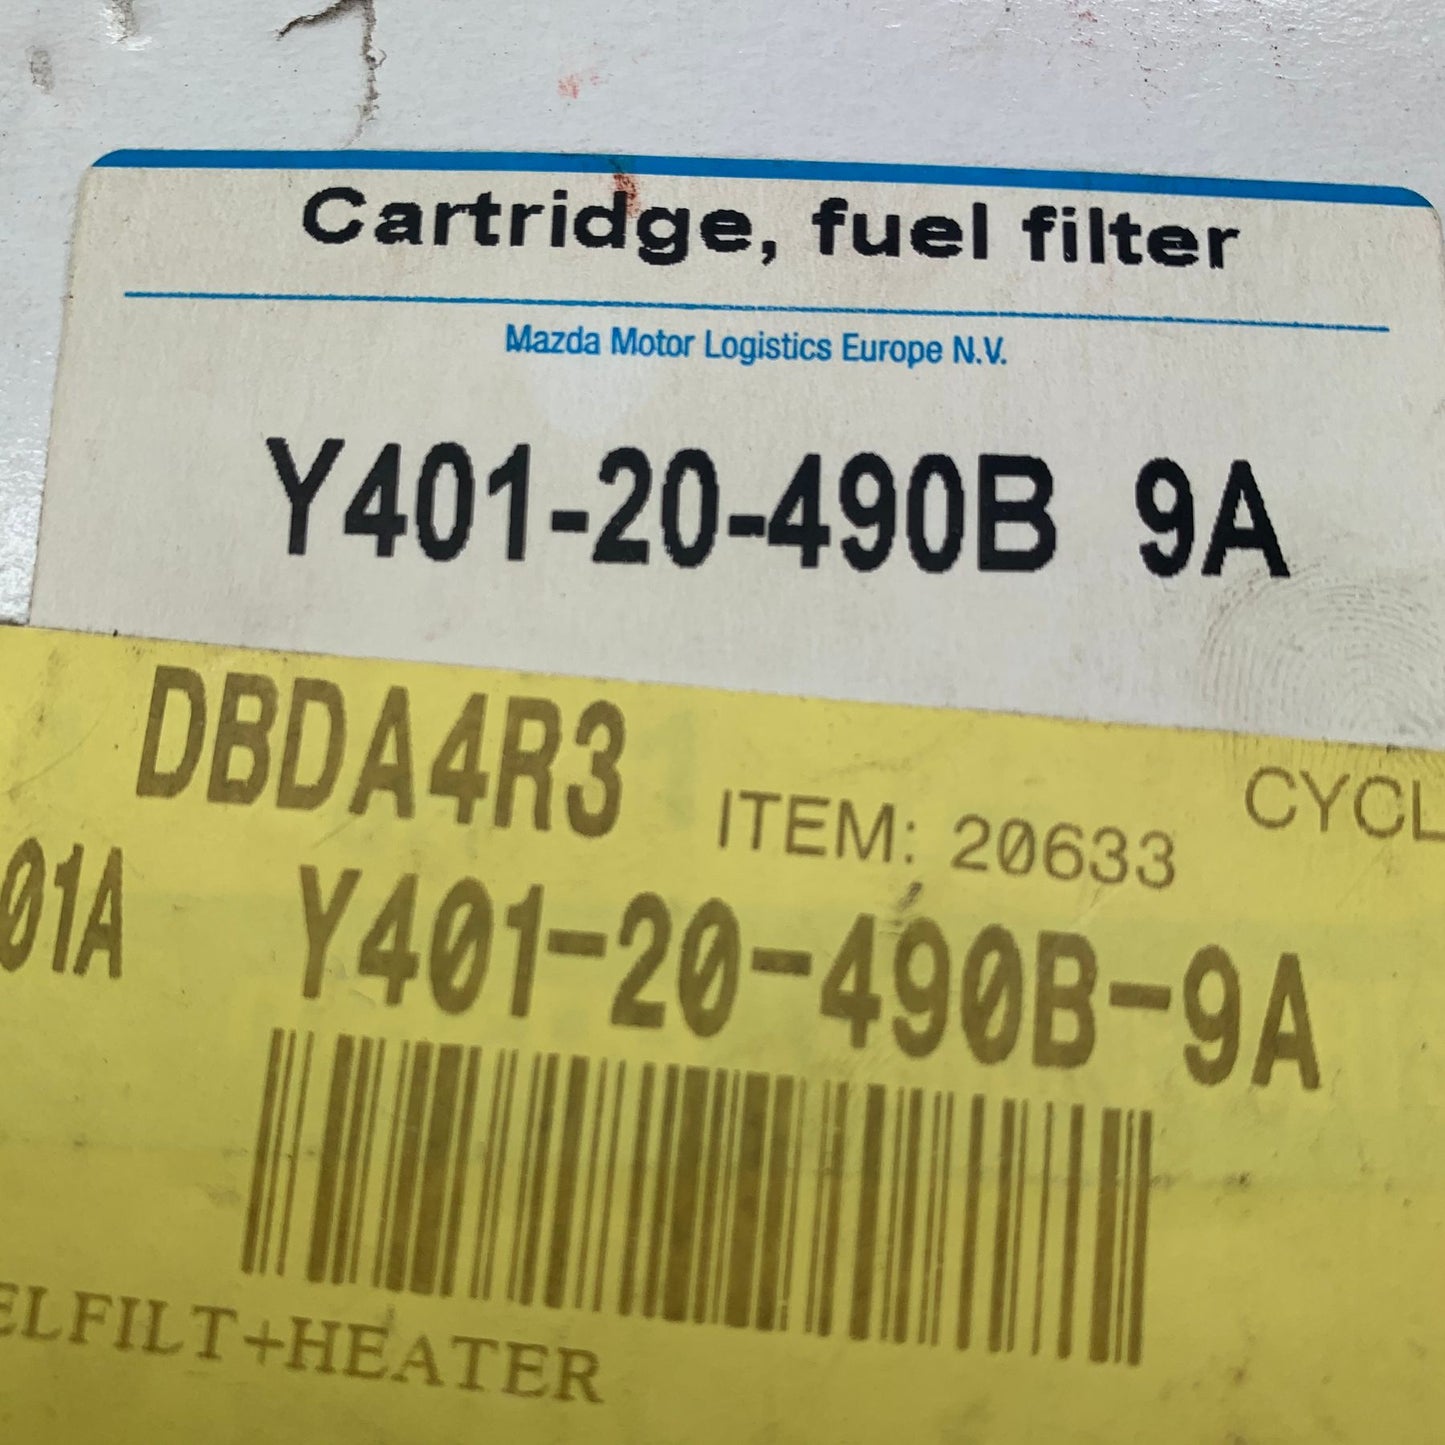 Cartridge, fuel filter
Mazda Motor Logistics Europe N.V.
Y401-20-490B 9A
DBDA4R3 ITEM: 20633 CYCL
01A Y401-20-490B-9A
ELFILT+HEATER